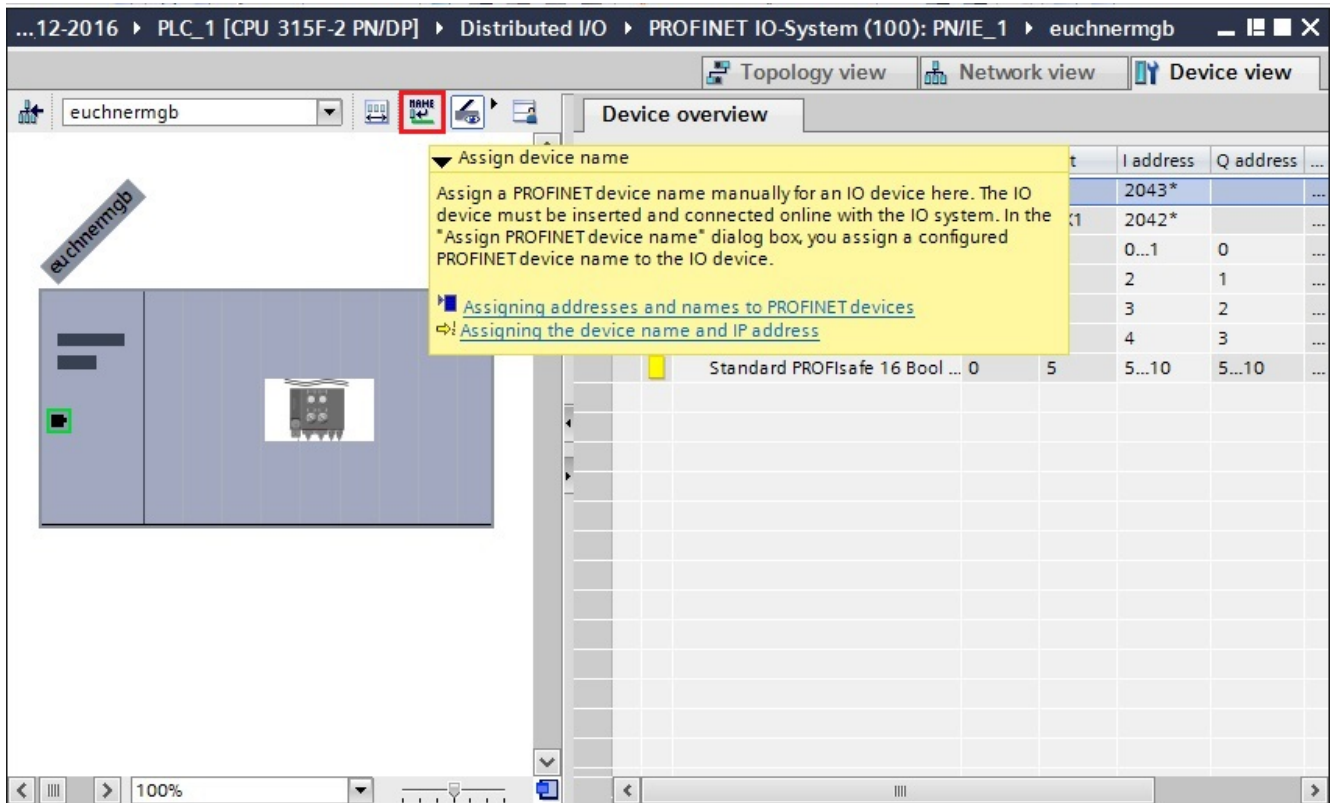 ...12-2016 ▸ PLC_1 [CPU 315F-2 PN/DP] ▸ Distributed I/O ▸ PROFINET IO-System (100): PN/IE_1 ▸ euchnermgb
Topology view Network view Device view
euchnermgb NAME Device overview
Assign device name
Assign a PROFINET device name manually for an IO device here. The IO
device must be inserted and connected online with the IO system. In the
"Assign PROFINET device name" dialog box, you assign a configured
PROFINET device name to the IO device.
Assigning addresses and names to PROFINET devices
Assigning the device name and IP address
t I address Q address ...
2043* ...
X1 2042* ...
0...1 0 ...
2 1 ...
3 2 ...
4 3 ...
Standard PROFIsafe 16 Bool ... 0 5 5...10 5...10 ...
euchnermgb
100%